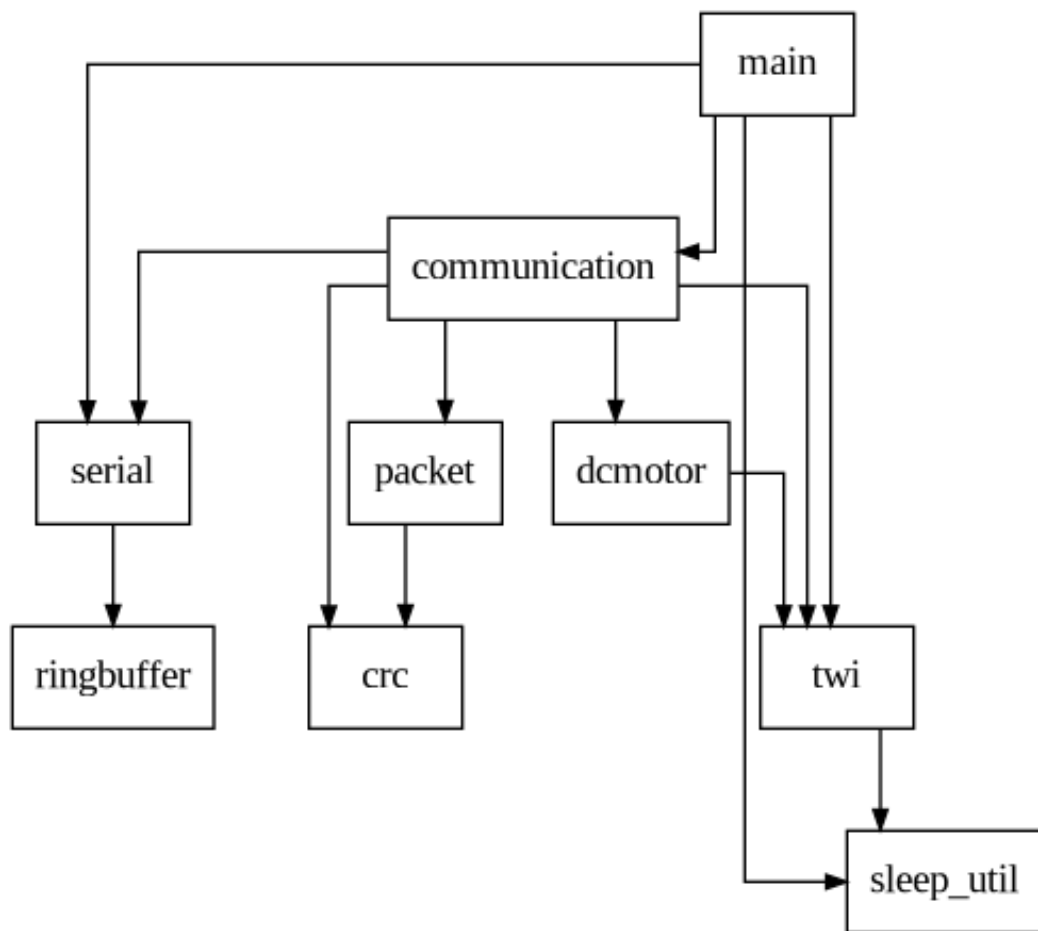 main
communication
serial
packet
dcmotor
ringbuffer
crc
twi
sleep_util